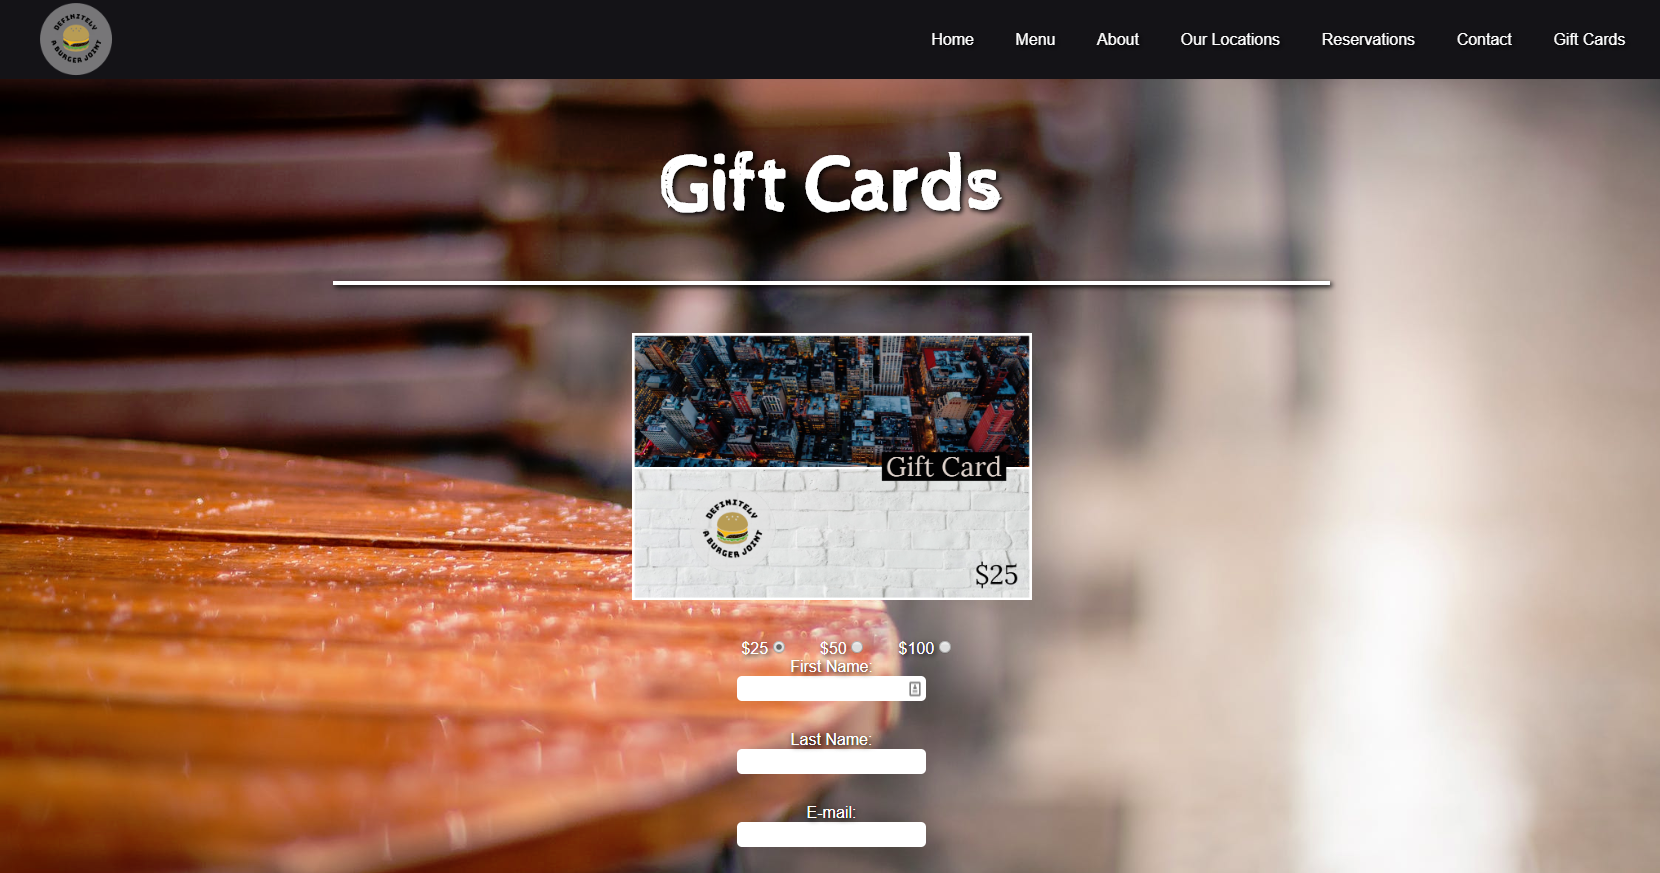 DEFINITELY
A BURGER JOINT
Home Menu About Our Locations Reservations Contact Gift Cards
Gift Cards
Gift Card
DEFINITELY
A BURGER JOINT
$25
$25 $50 $100
First Name:
Last Name:
E-mail: